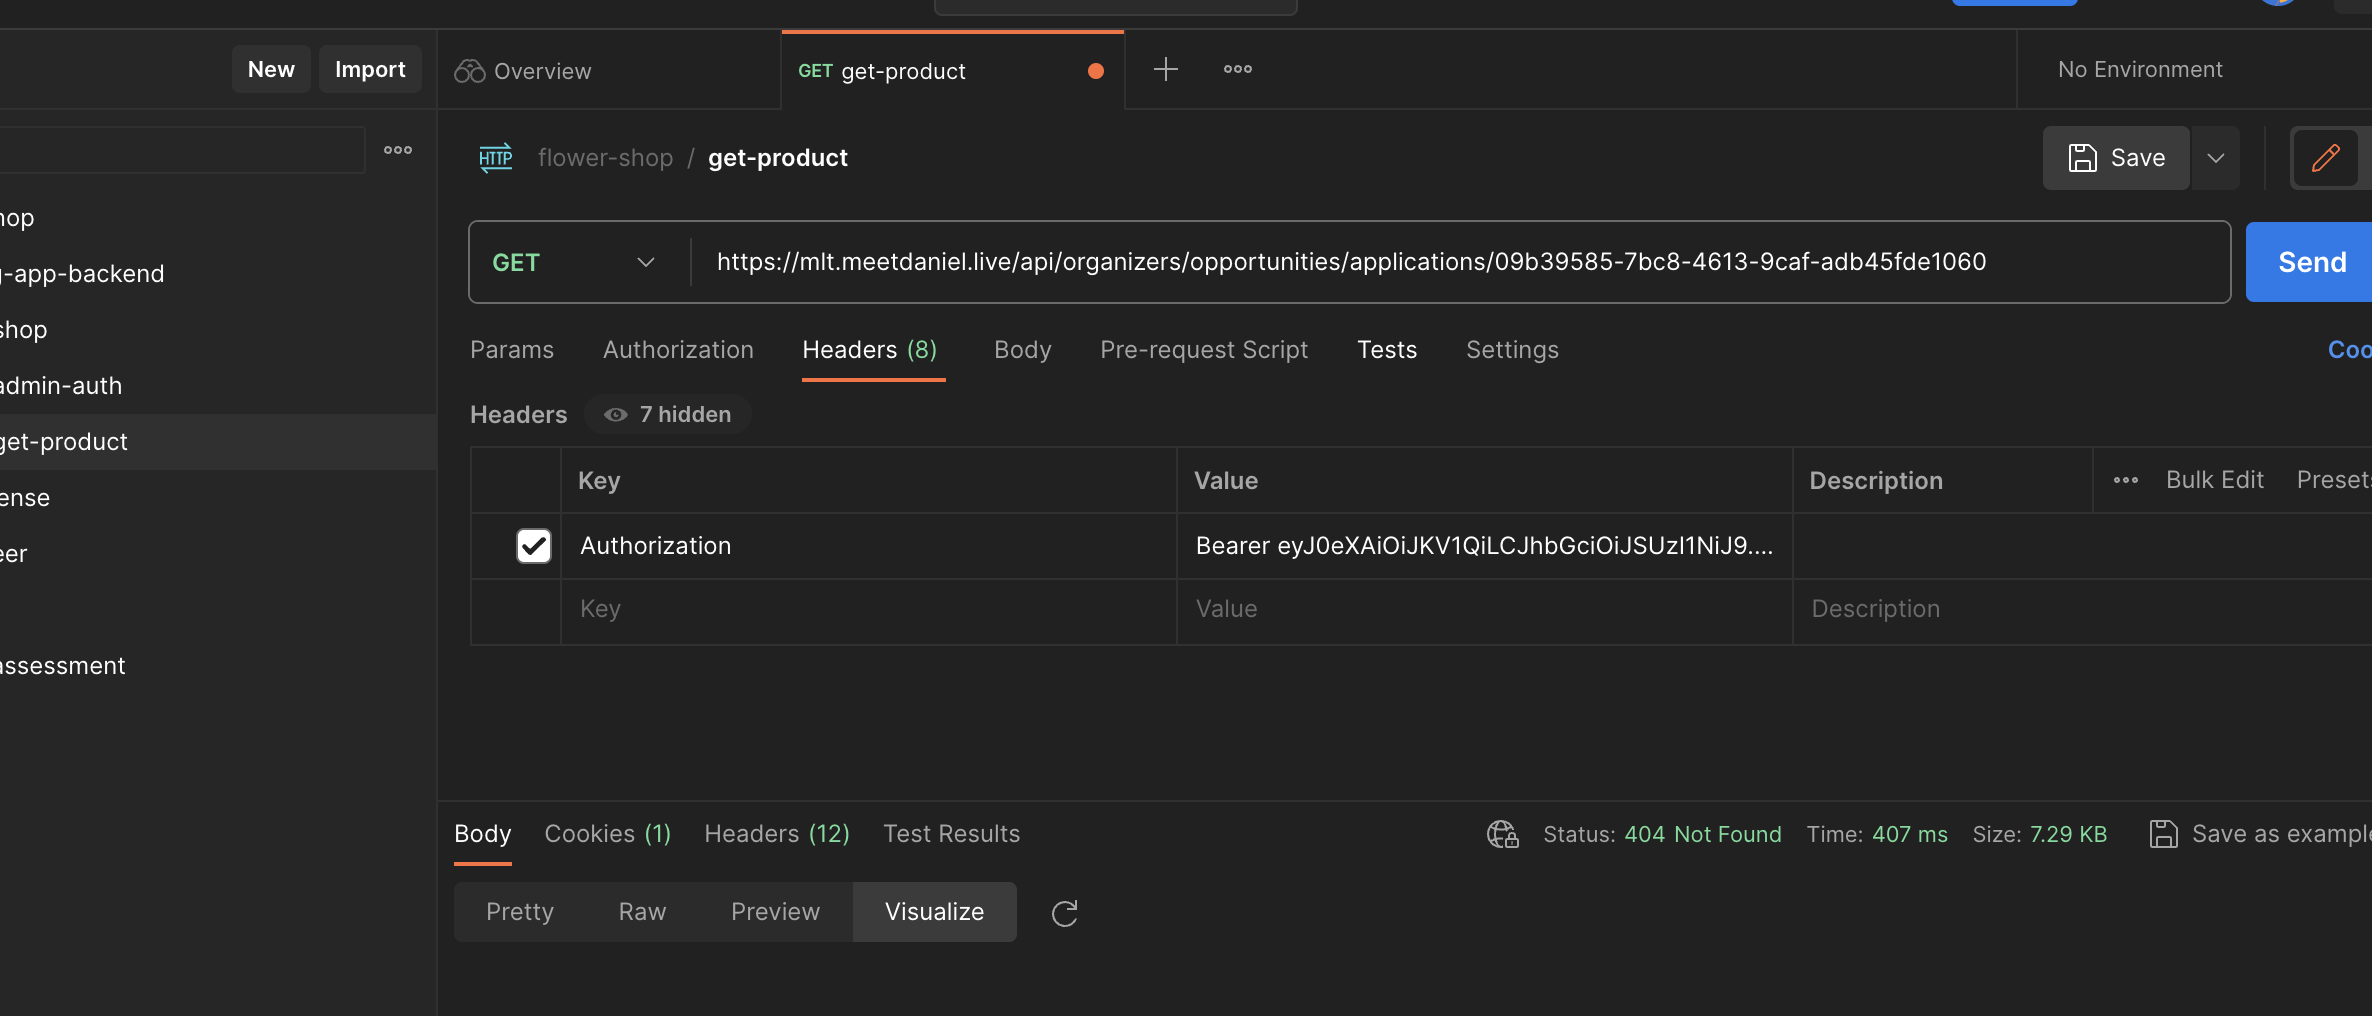 New Import
Overview
GET get-product
No Environment
HTTP flower-shop / get-product
Save
GET https://mlt.meetdaniel.live/api/organizers/opportunities/applications/09b39585-7bc8-4613-9caf-adb45fde1060
Send
Params Authorization Headers (8) Body Pre-request Script Tests Settings
Coo
Headers 7 hidden
Key Value Description Bulk Edit Presets
Authorization Bearer eyJ0eXAiOiJKV1QiLCJhbGciOiJSUzI1NiJ9....
Key Value Description
hop
g-app-backend
shop
admin-auth
get-product
ense
eer
assessment
Body Cookies (1) Headers (12) Test Results
Status: 404 Not Found Time: 407 ms Size: 7.29 KB Save as example
Pretty Raw Preview Visualize